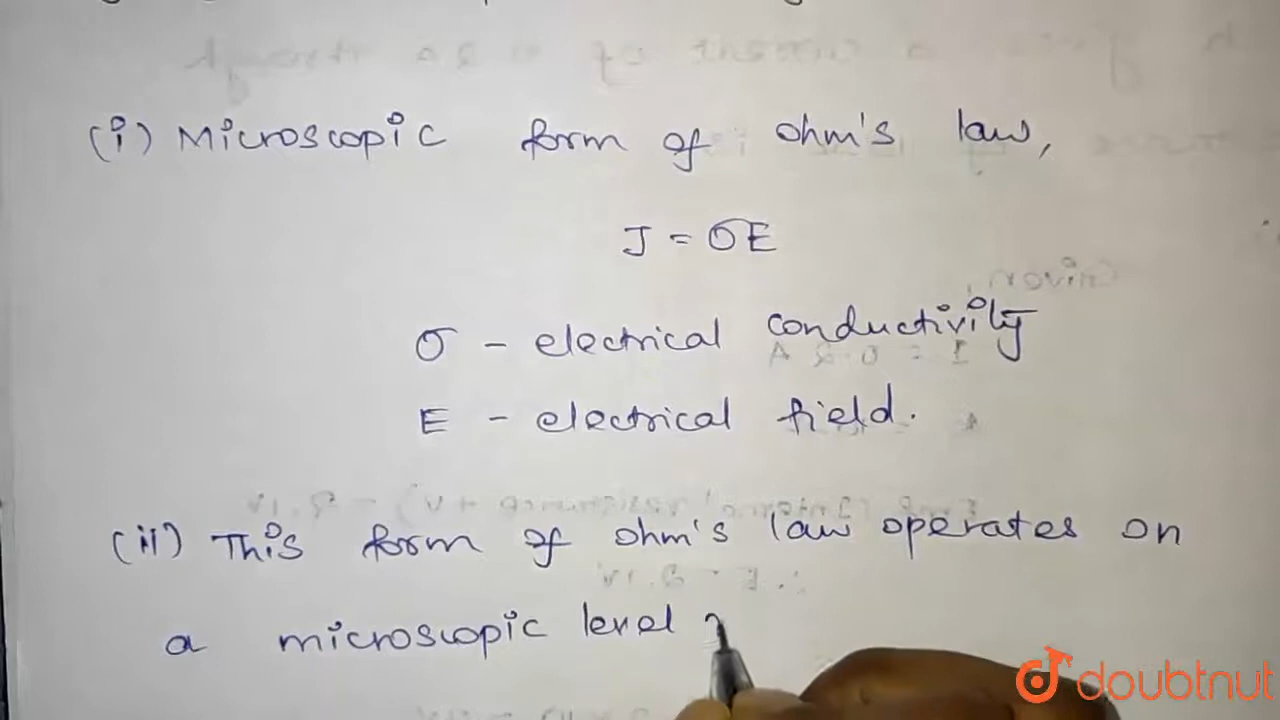 (i) Microscopic form of ohm's law,
J = σE
σ - electrical conductivity
E - electrical field.
(ii) This form of ohm's law operates on
a microscopic level
doubtnut